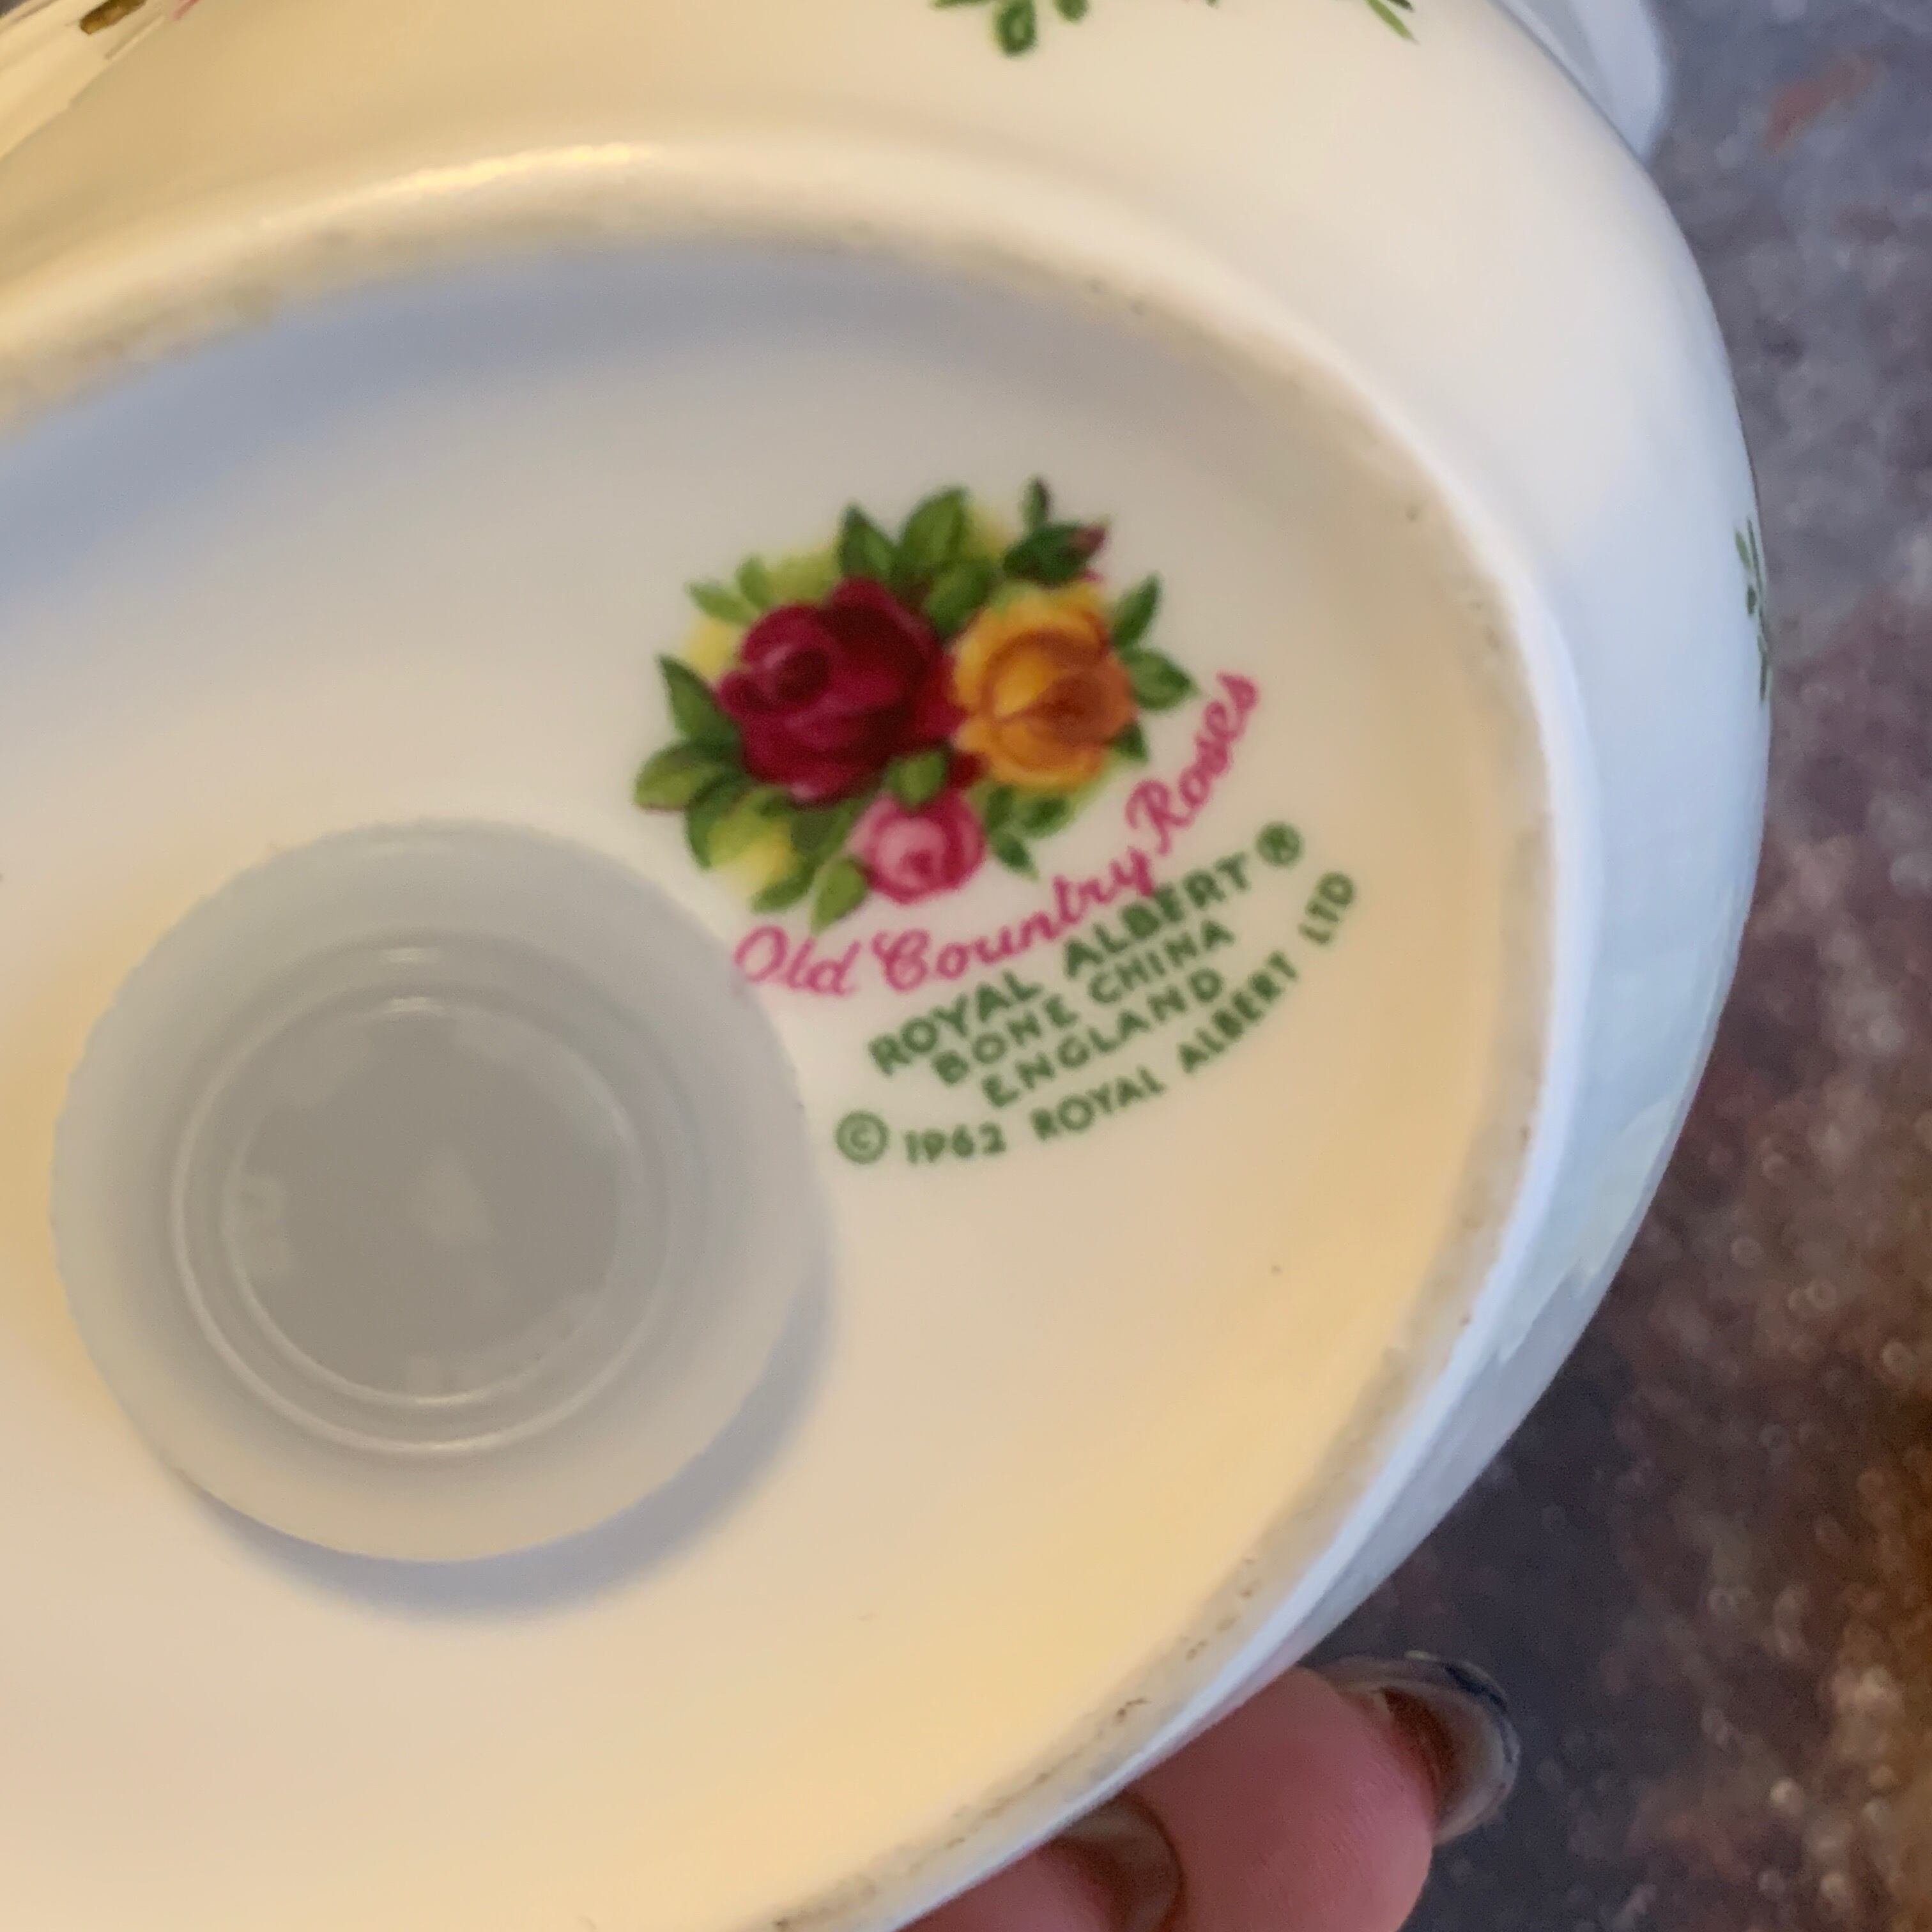 Old Country Roses
ROYAL ALBERT ®
BONE CHINA
ENGLAND
© 1962 ROYAL ALBERT LTD